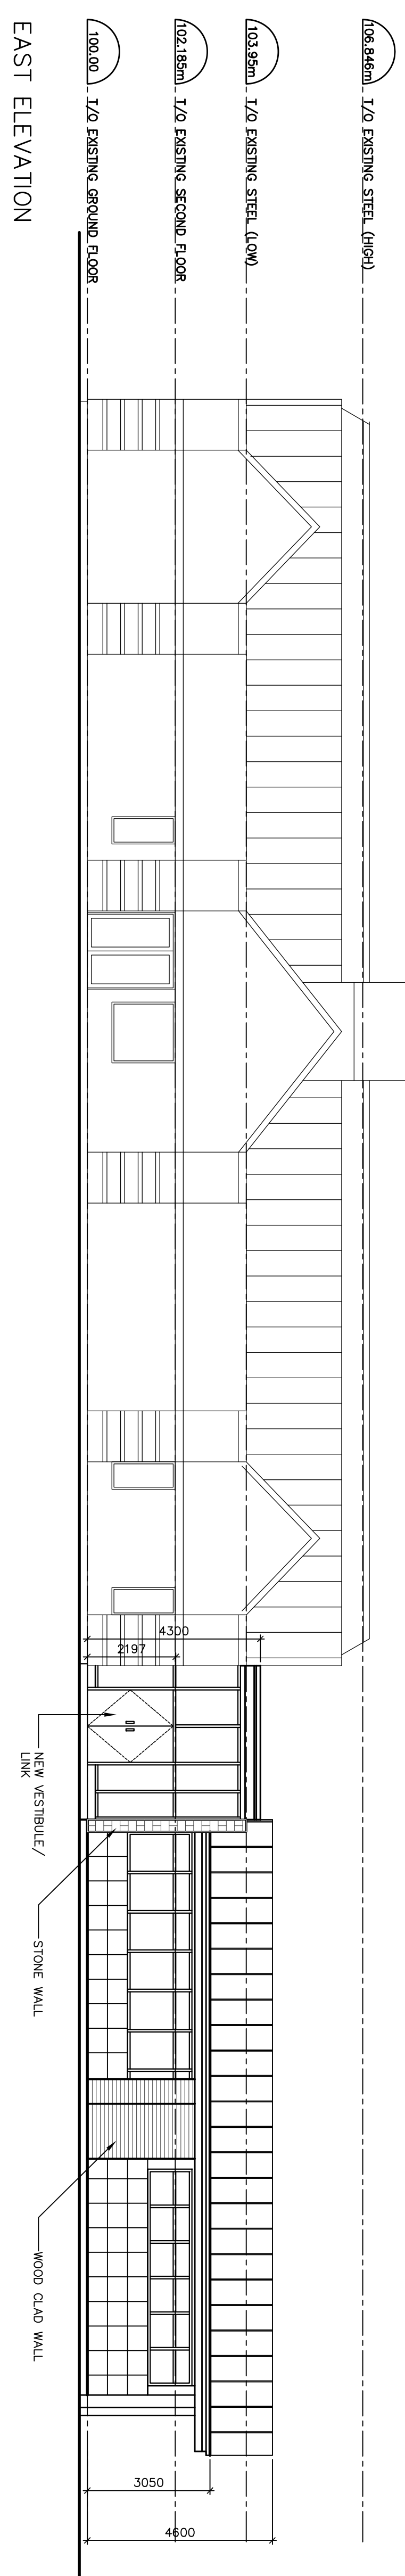 106.846m T/O EXISTING STEEL (HIGH)
103.95m T/O EXISTING STEEL (LOW)
102.185m T/O EXISTING SECOND FLOOR
100.00 T/O EXISTING GROUND FLOOR
EAST ELEVATION
4300
2197
NEW VESTIBULE/
LINK
STONE WALL
WOOD CLAD WALL
3050
4600